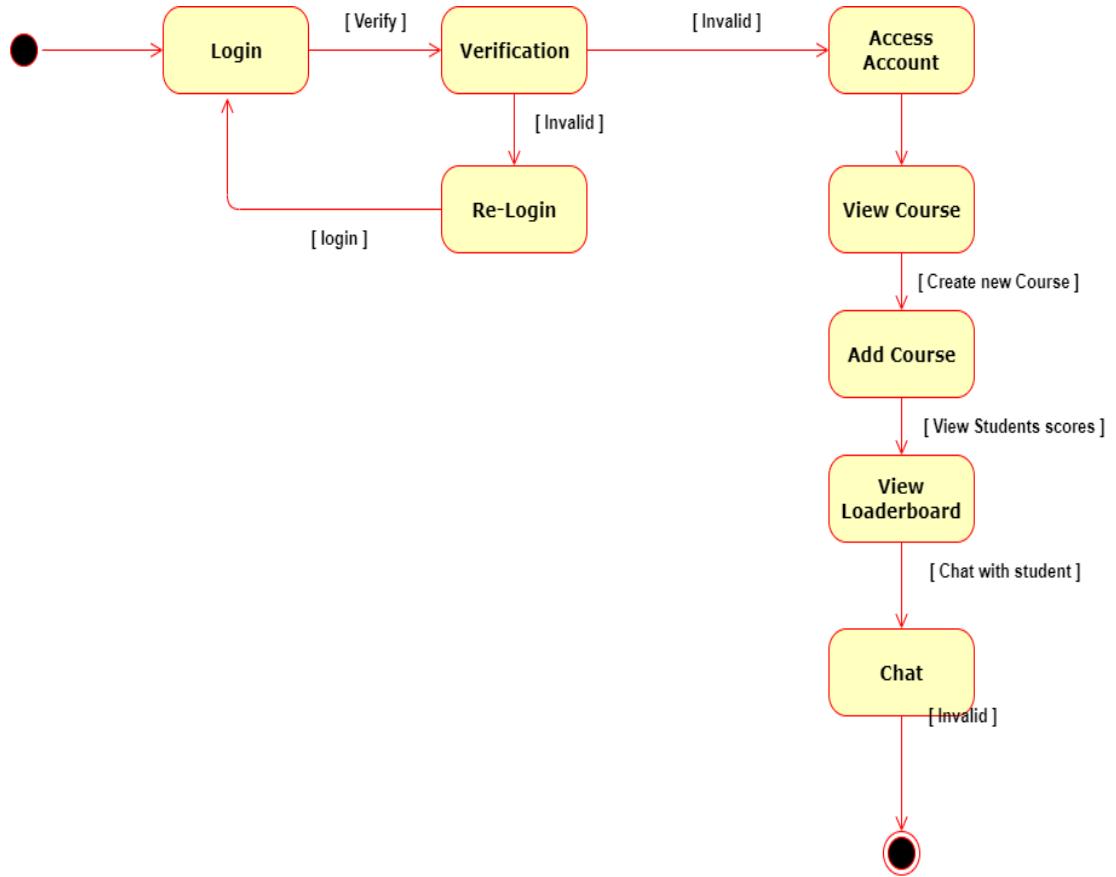 [ Verify ]
[ Invalid ]
Login
Verification
Access
Account
[ Invalid ]
Re-Login
View Course
[ login ]
[ Create new Course ]
Add Course
[ View Students scores ]
View
Loaderboard
[ Chat with student ]
Chat
[ Invalid ]